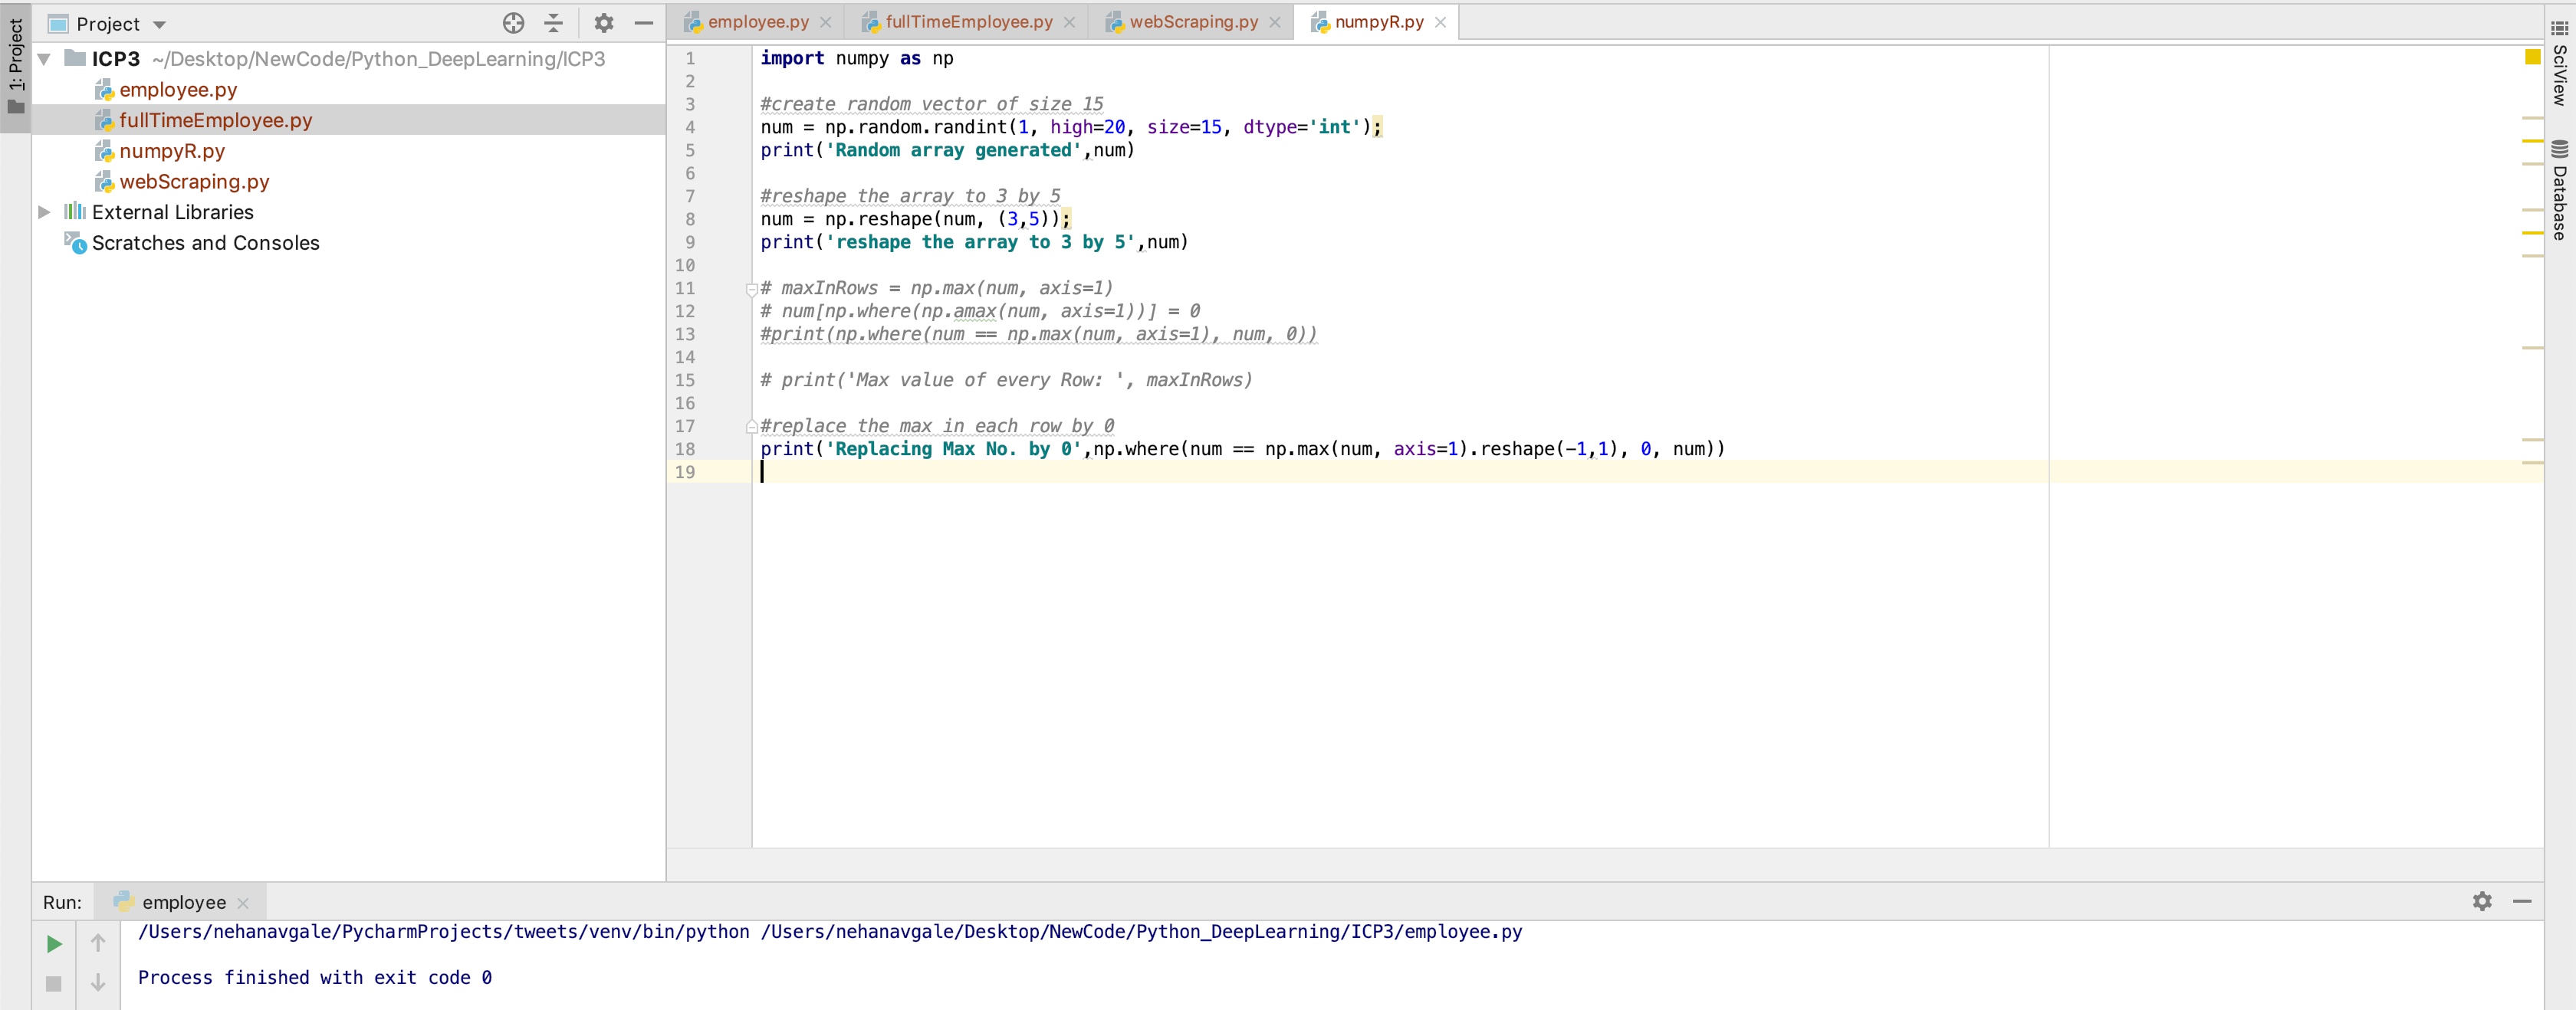 1: Project
Project
ICP3 ~/Desktop/NewCode/Python_DeepLearning/ICP3
employee.py
fullTimeEmployee.py
numpyR.py
webScraping.py
External Libraries
Scratches and Consoles
employee.py fullTimeEmployee.py webScraping.py numpyR.py
1 import numpy as np
2
3 #create random vector of size 15
4 num = np.random.randint(1, high=20, size=15, dtype='int');
5 print('Random array generated',num)
6
7 #reshape the array to 3 by 5
8 num = np.reshape(num, (3,5));
9 print('reshape the array to 3 by 5',num)
10
11 # maxInRows = np.max(num, axis=1)
12 # num[np.where(np.amax(num, axis=1))] = 0
13 #print(np.where(num == np.max(num, axis=1), num, 0))
14
15 # print('Max value of every Row: ', maxInRows)
16
17 #replace the max in each row by 0
18 print('Replacing Max No. by 0',np.where(num == np.max(num, axis=1).reshape(-1,1), 0, num))
19
SciView
Database
Run: employee
/Users/nehanavgale/PycharmProjects/tweets/venv/bin/python /Users/nehanavgale/Desktop/NewCode/Python_DeepLearning/ICP3/employee.py
Process finished with exit code 0